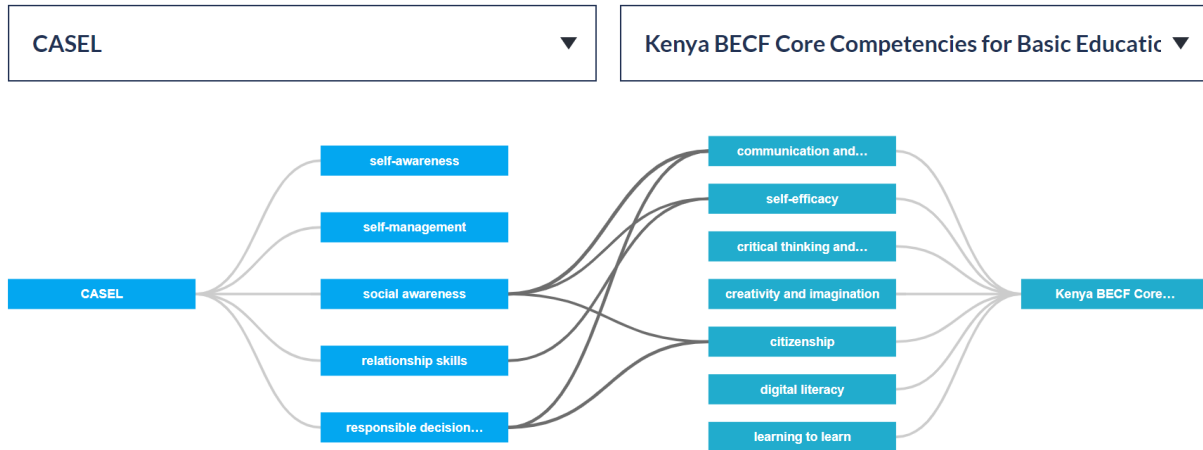 CASEL
Kenya BECF Core Competencies for Basic Educatic
self-awareness
self-management
CASEL
social awareness
relationship skills
responsible decision...
communication and...
self-efficacy
critical thinking and...
creativity and imagination
citizenship
digital literacy
learning to learn
Kenya BECF Core...